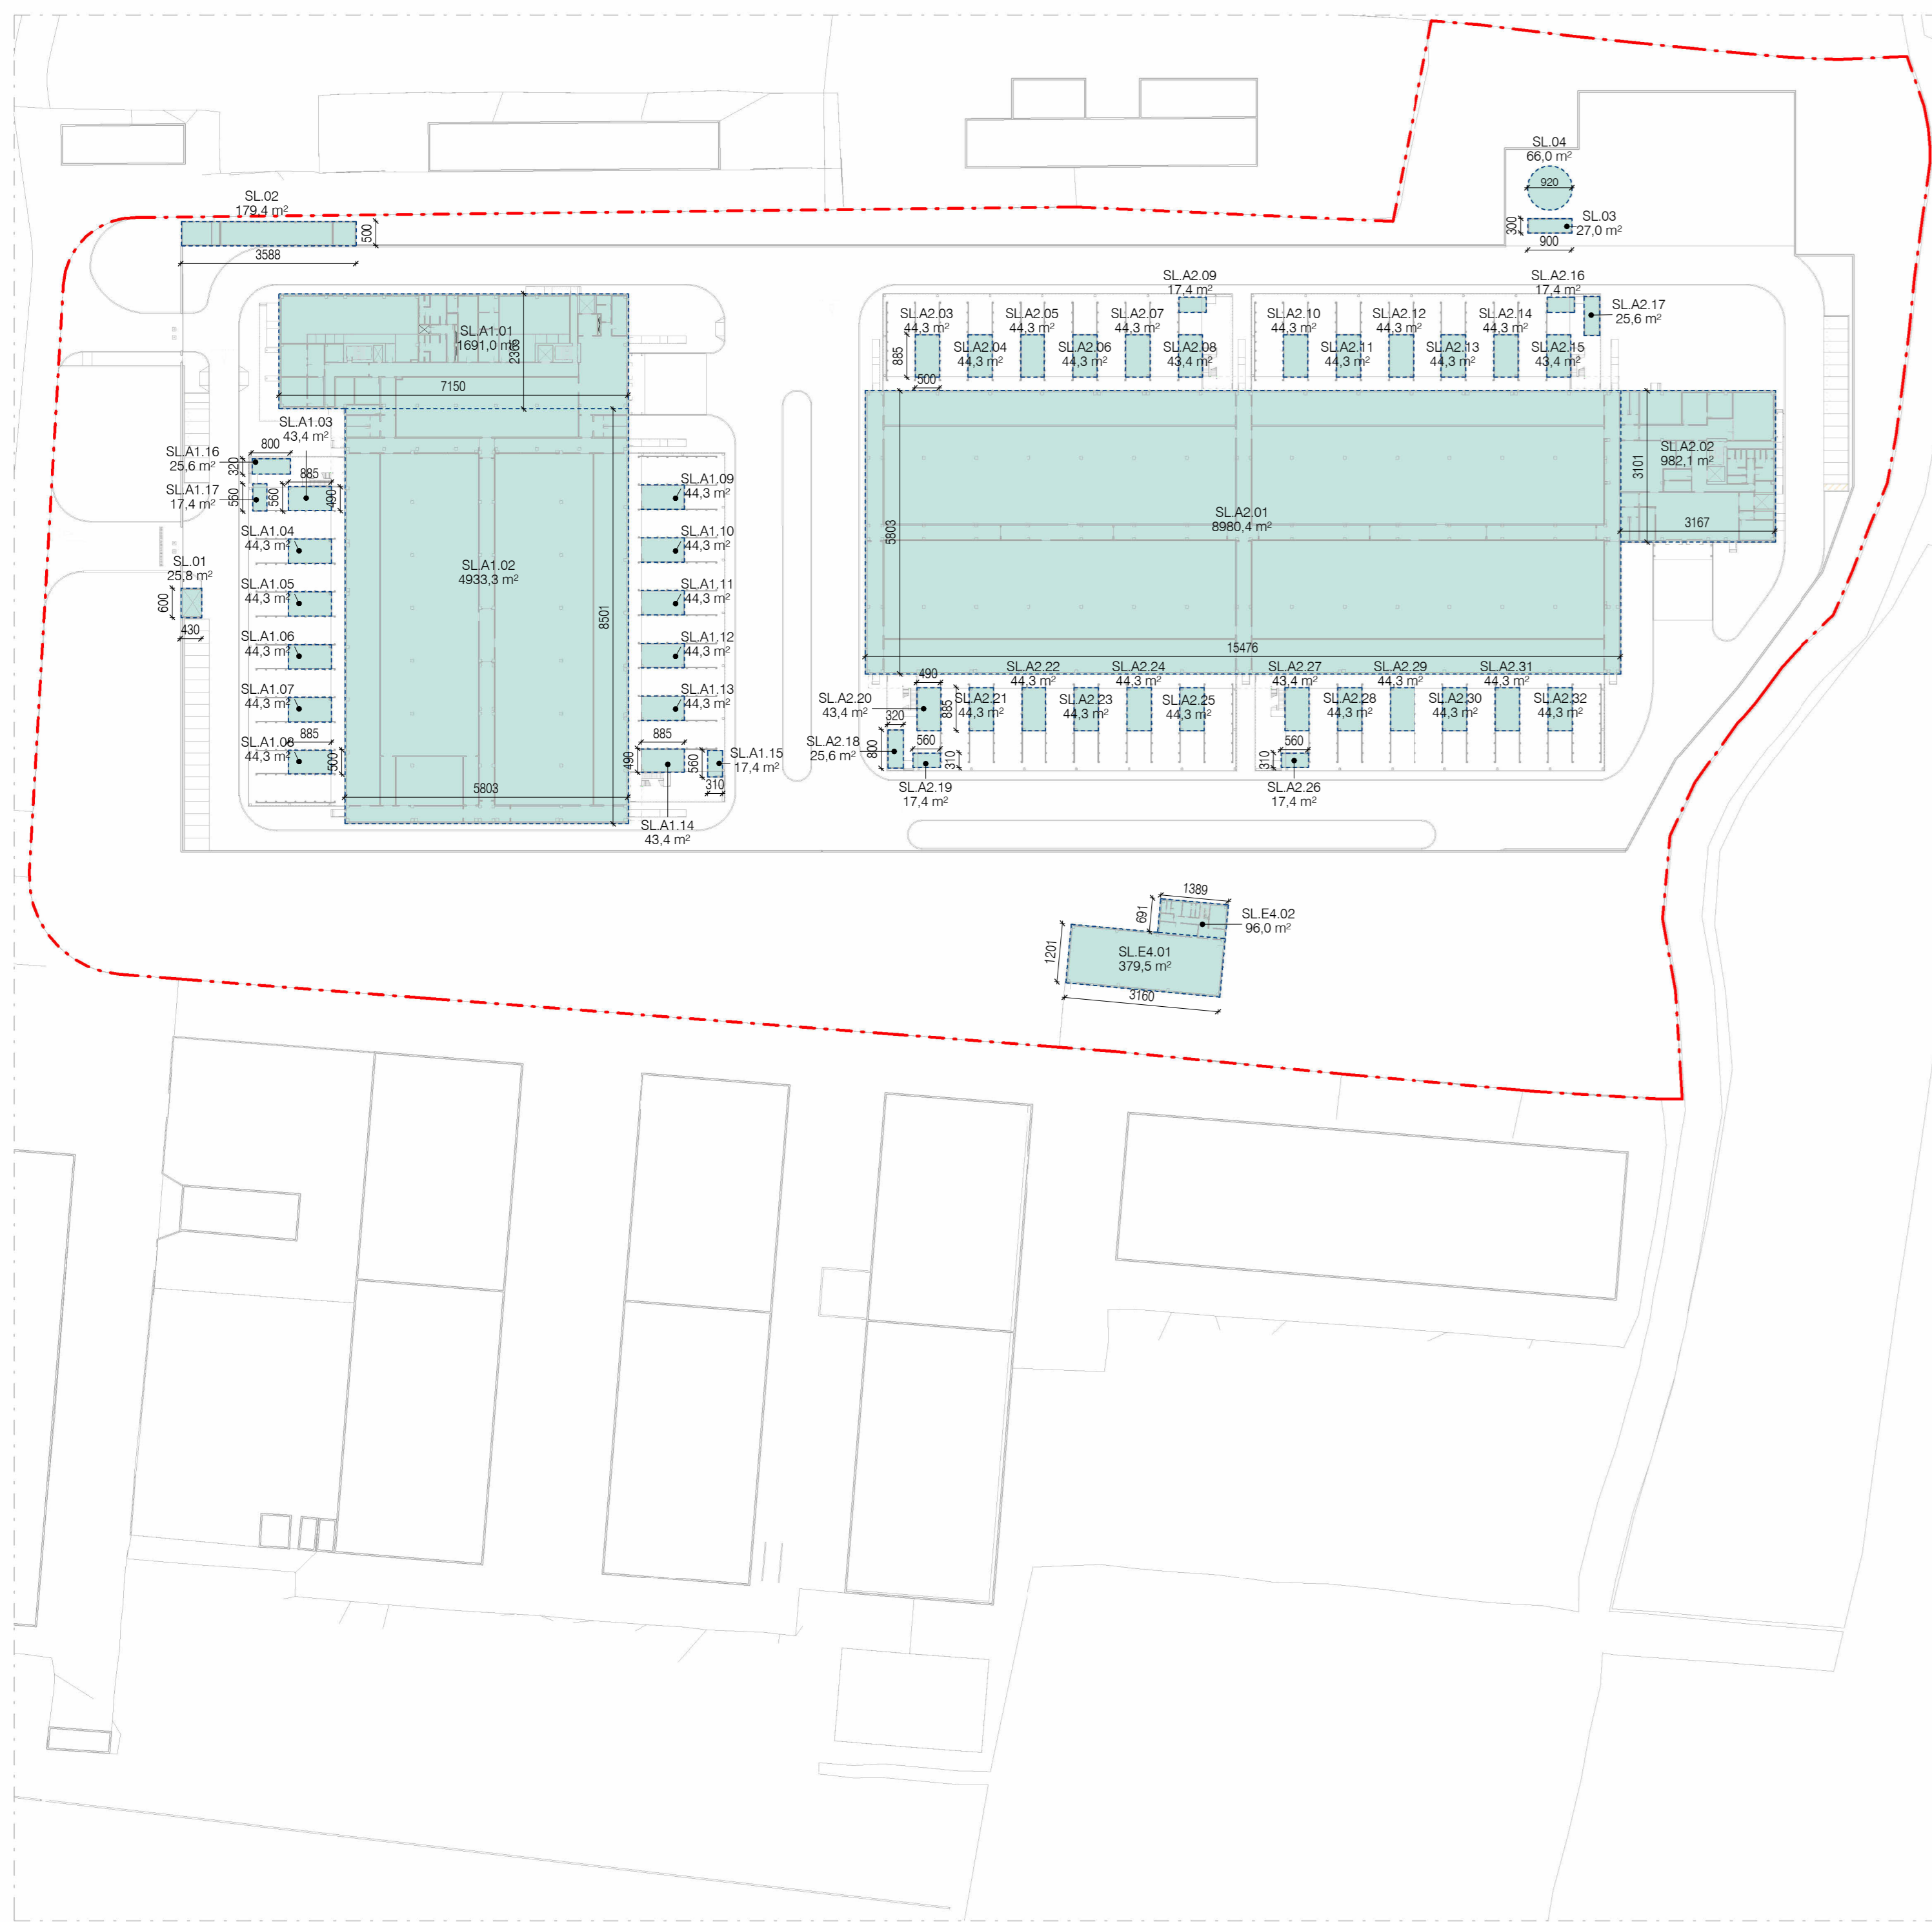 SL.04
66,0 m²
920
SL.03
27,0 m²
300
900
SL.02
179,4 m²
500
3588
SL.A1.01
1691,0 m²
7150
SL.A1.03
43,4 m²
SL.A1.16
25,6 m²
800
320
885
SL.A1.17
17,4 m²
560
560
490
SL.A1.04
44,3 m²
SL.01
25,8 m²
600
430
SL.A1.05
44,3 m²
SL.A1.06
44,3 m²
SL.A1.07
44,3 m²
SL.A1.08
44,3 m²
885
500
SL.A1.02
4933,3 m²
8501
5803
SL.A1.09
44,3 m²
SL.A1.10
44,3 m²
SL.A1.11
44,3 m²
SL.A1.12
44,3 m²
SL.A1.13
44,3 m²
885
490
560
SL.A1.15
17,4 m²
310
SL.A1.14
43,4 m²
SL.A2.09
17,4 m²
SL.A2.16
17,4 m²
SL.A2.17
25,6 m²
SL.A2.03
44,3 m²
SL.A2.05
44,3 m²
SL.A2.07
44,3 m²
SL.A2.10
44,3 m²
SL.A2.12
44,3 m²
SL.A2.14
44,3 m²
885
500
SL.A2.04
44,3 m²
SL.A2.06
44,3 m²
SL.A2.08
43,4 m²
SL.A2.11
44,3 m²
SL.A2.13
44,3 m²
SL.A2.15
43,4 m²
SL.A2.02
982,1 m²
3101
3167
SL.A2.01
8980,4 m²
5803
15476
490
SL.A2.22
44,3 m²
SL.A2.24
44,3 m²
SL.A2.27
43,4 m²
SL.A2.29
44,3 m²
SL.A2.31
44,3 m²
SL.A2.20
43,4 m²
885
SL.A2.21
44,3 m²
SL.A2.23
44,3 m²
SL.A2.25
44,3 m²
SL.A2.28
44,3 m²
SL.A2.30
44,3 m²
SL.A2.32
44,3 m²
320
SL.A2.18
25,6 m²
800
560
310
560
310
SL.A2.19
17,4 m²
SL.A2.26
17,4 m²
1389
691
SL.E4.02
96,0 m²
1201
SL.E4.01
379,5 m²
3160